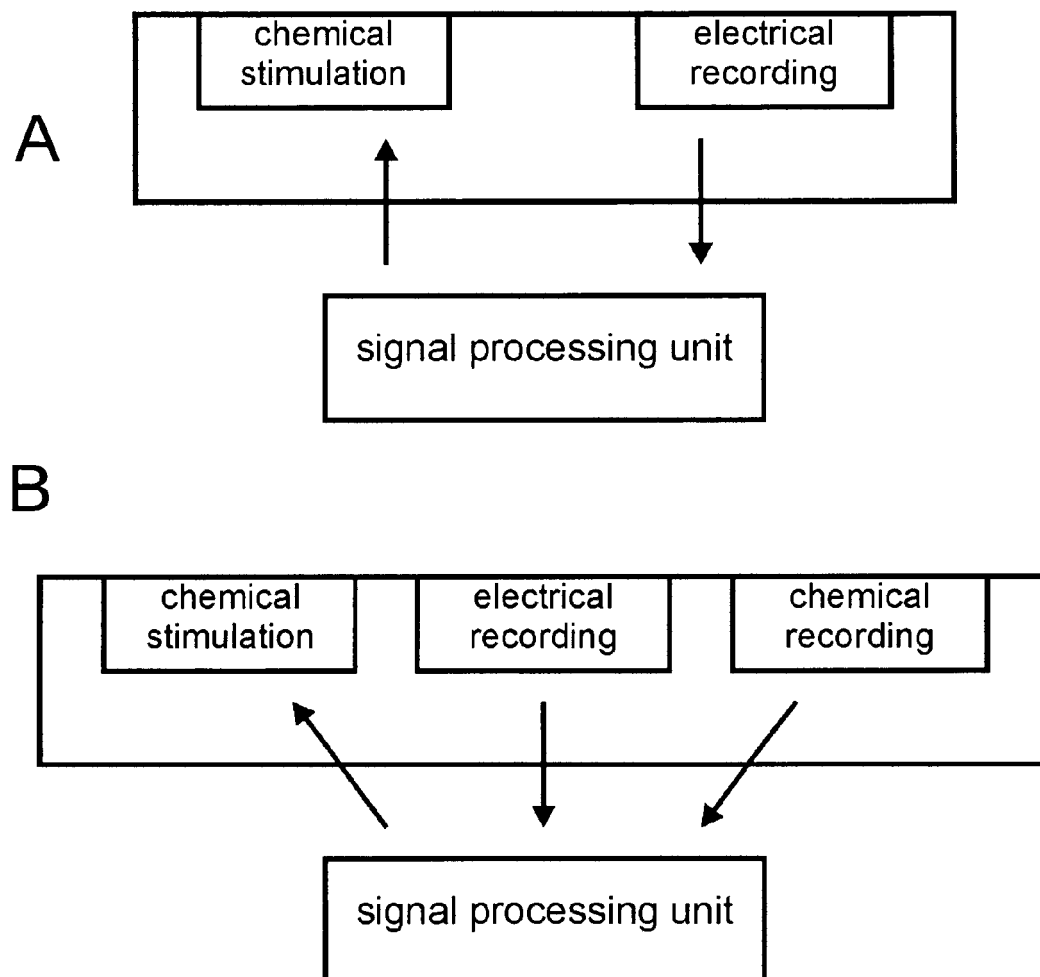 chemical
stimulation
electrical
recording
A
signal processing unit
B
chemical
stimulation
electrical
recording
chemical
recording
signal processing unit